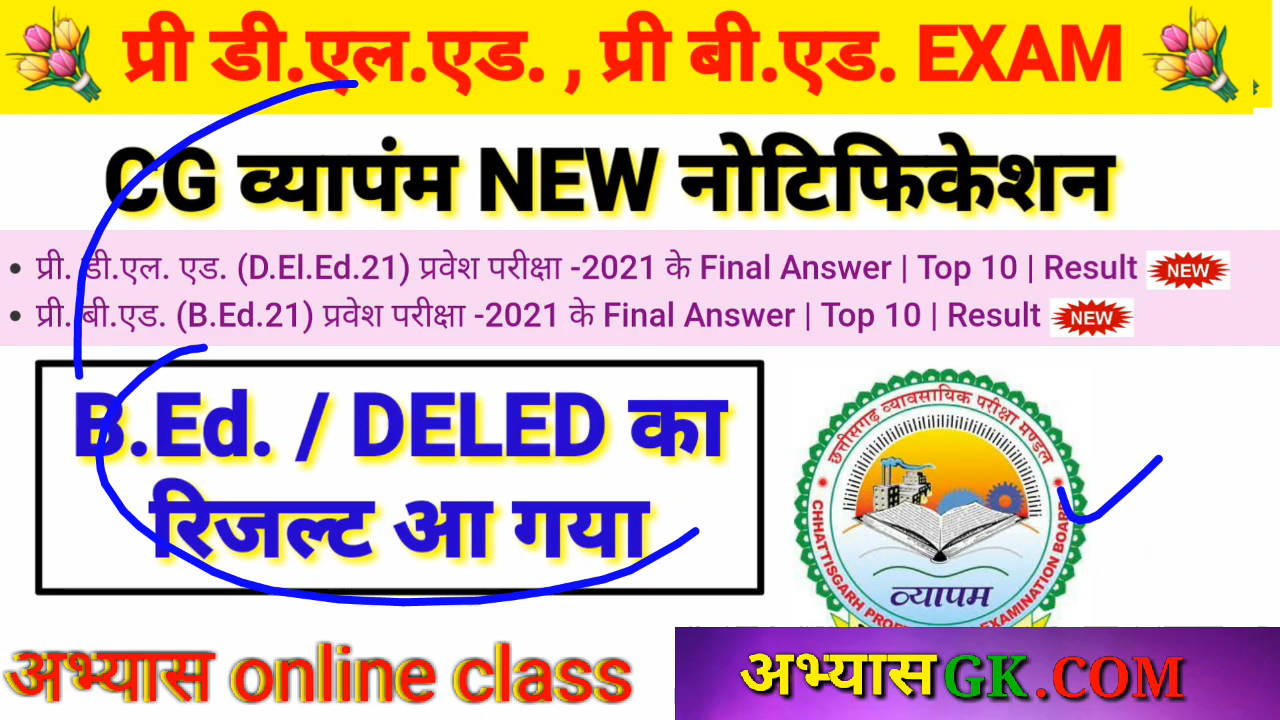 प्री डी.एल.एड. , प्री बी.एड. EXAM
CG व्यापंम NEW नोटिफिकेशन
• प्री. डी.एल. एड. (D.El.Ed.21) प्रवेश परीक्षा -2021 के Final Answer | Top 10 | Result NEW
• प्री. बी.एड. (B.Ed.21) प्रवेश परीक्षा -2021 के Final Answer | Top 10 | Result NEW
B.Ed. / DELED का
रिजल्ट आ गया
छत्तीसगढ़ व्यावसायिक परीक्षा मण्डल
व्यापम
CHHATTISGARH EXAMINATION BOARD
अभ्यास online class
अभ्यास GK.COM